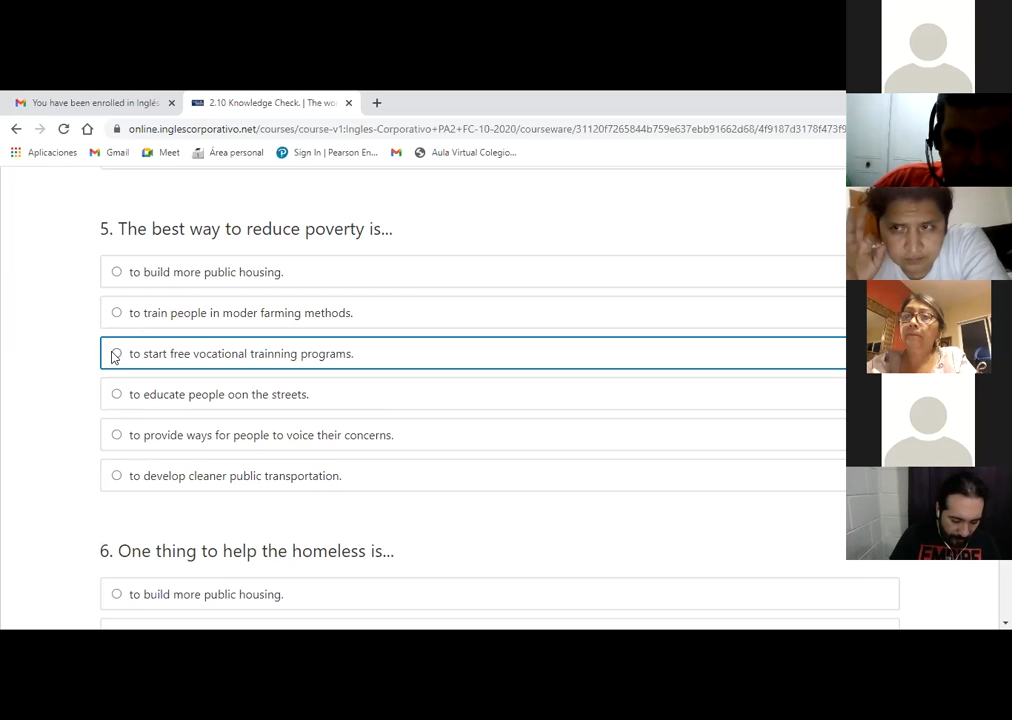 You have been enrolled in Inglés
2.10 Knowledge Check. | The wo
online.inglescorporativo.net/courses/course-v1:Ingles-Corporativo+PA2+FC-10-2020/courseware/31120f7265844b759e637ebb91662d68/4f9187d3178f473f9
Aplicaciones Gmail Meet Área personal Sign In | Pearson En... Aula Virtual Colegio...
5. The best way to reduce poverty is...
to build more public housing.
to train people in moder farming methods.
to start free vocational trainning programs.
to educate people oon the streets.
to provide ways for people to voice their concerns.
to develop cleaner public transportation.
6. One thing to help the homeless is...
to build more public housing.